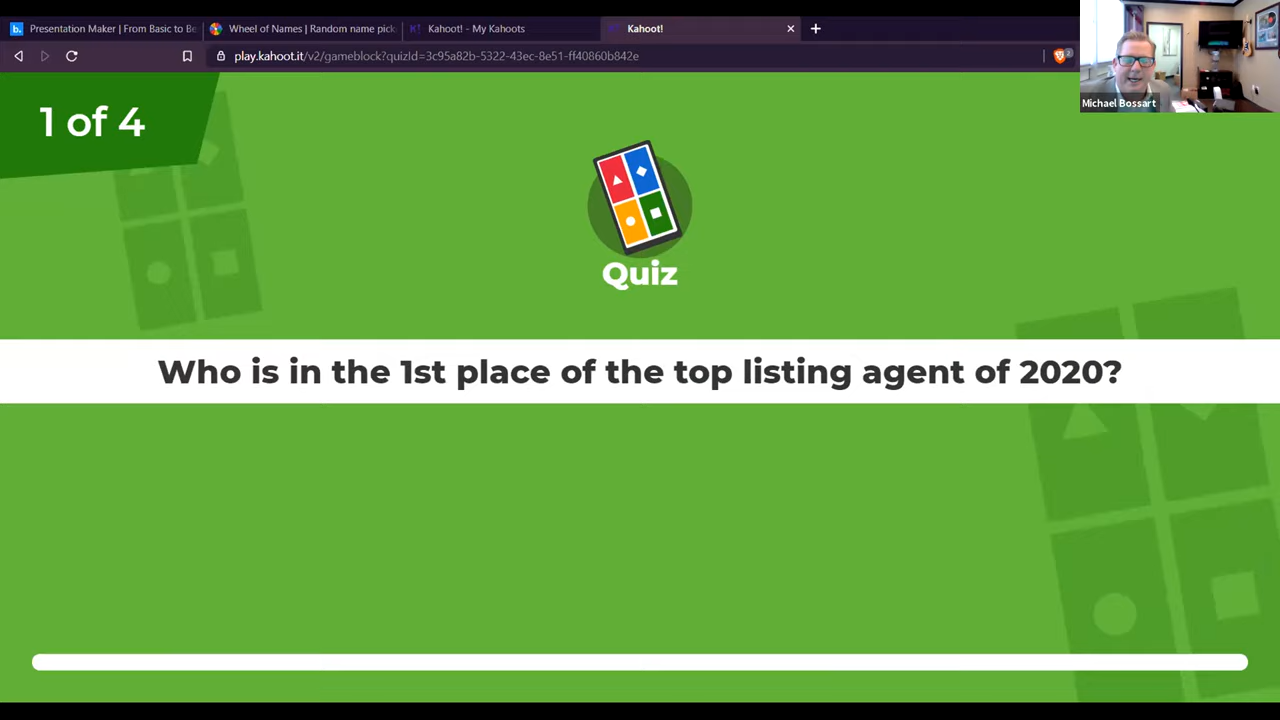 Presentation Maker | From Basic to Be
Wheel of Names | Random name pick
Kahoot! - My Kahoots
Kahoot!
play.kahoot.it/v2/gameblock?quizId=3c95a82b-5322-43ec-8e51-ff40860b842e
2
Michael Bossart
1 of 4
Quiz
Who is in the 1st place of the top listing agent of 2020?